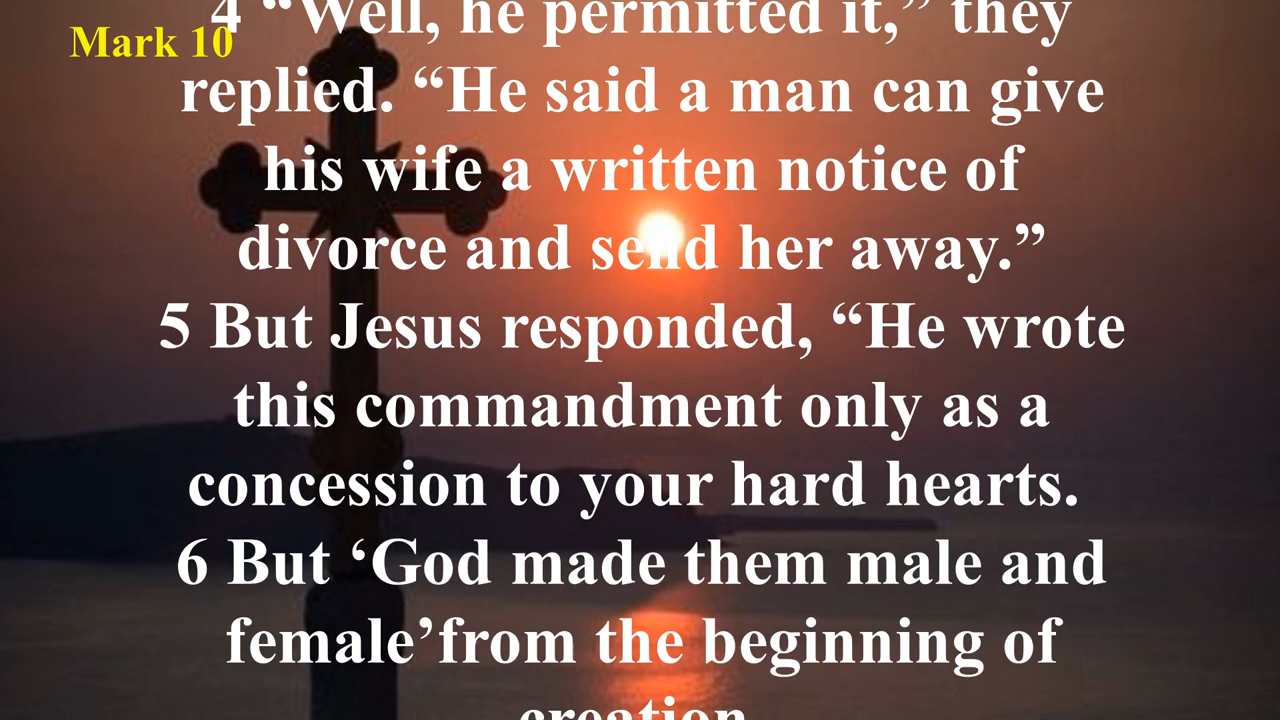 Mark 10
4 “Well, he permitted it,” they
replied. “He said a man can give
his wife a written notice of
divorce and send her away.”
5 But Jesus responded, “He wrote
this commandment only as a
concession to your hard hearts.
6 But ‘God made them male and
female’from the beginning of
creation.